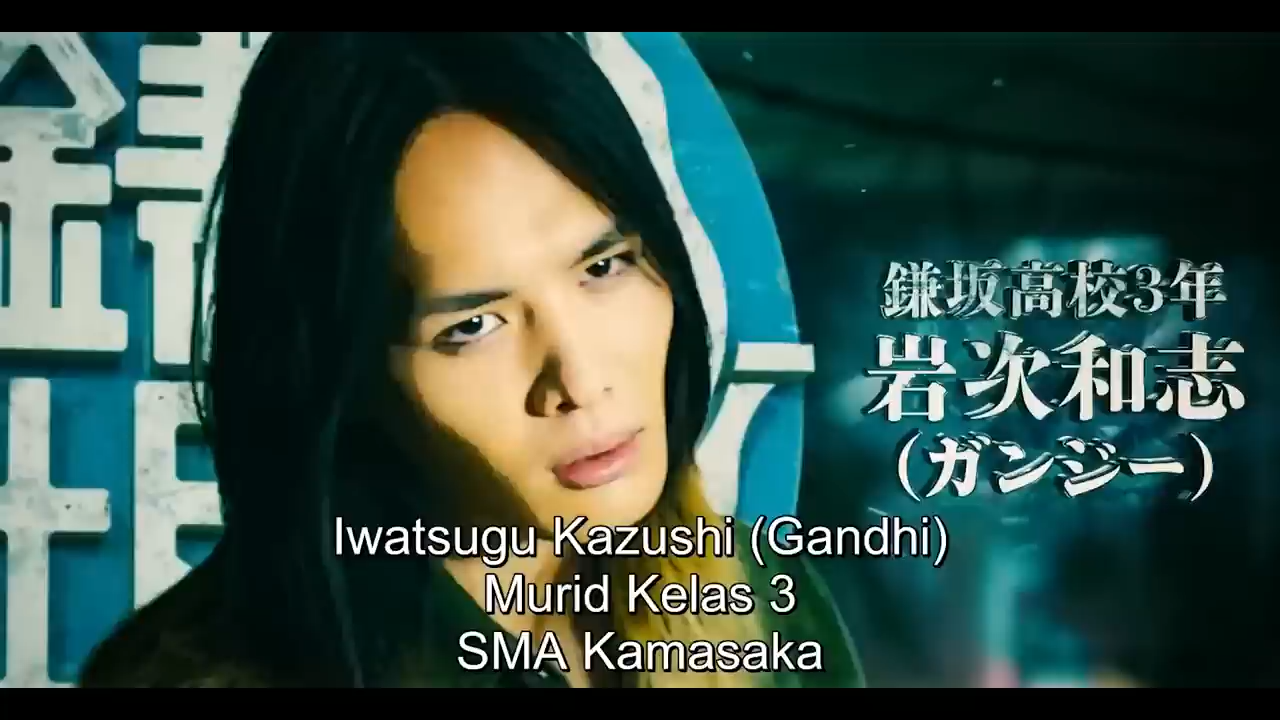 鎌坂高校3年
岩次和志
(ガンジー)
Iwatsugu Kazushi (Gandhi)
Murid Kelas 3
SMA Kamasaka